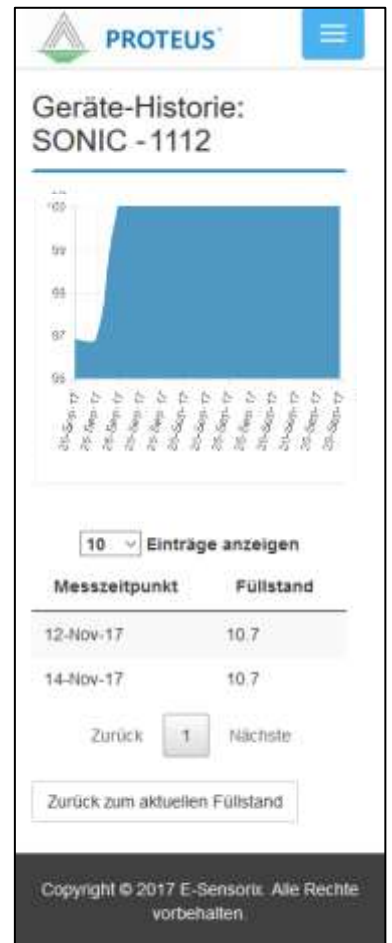 PROTEUS
Geräte-Historie:
SONIC - 1112
100
99
98
97
96
10 Einträge anzeigen
Messzeitpunkt Füllstand
12-Nov-17 10.7
14-Nov-17 10.7
Zurück 1 Nächste
Zurück zum aktuellen Füllstand
Copyright © 2017 E-Sensorix. Alle Rechte
vorbehalten